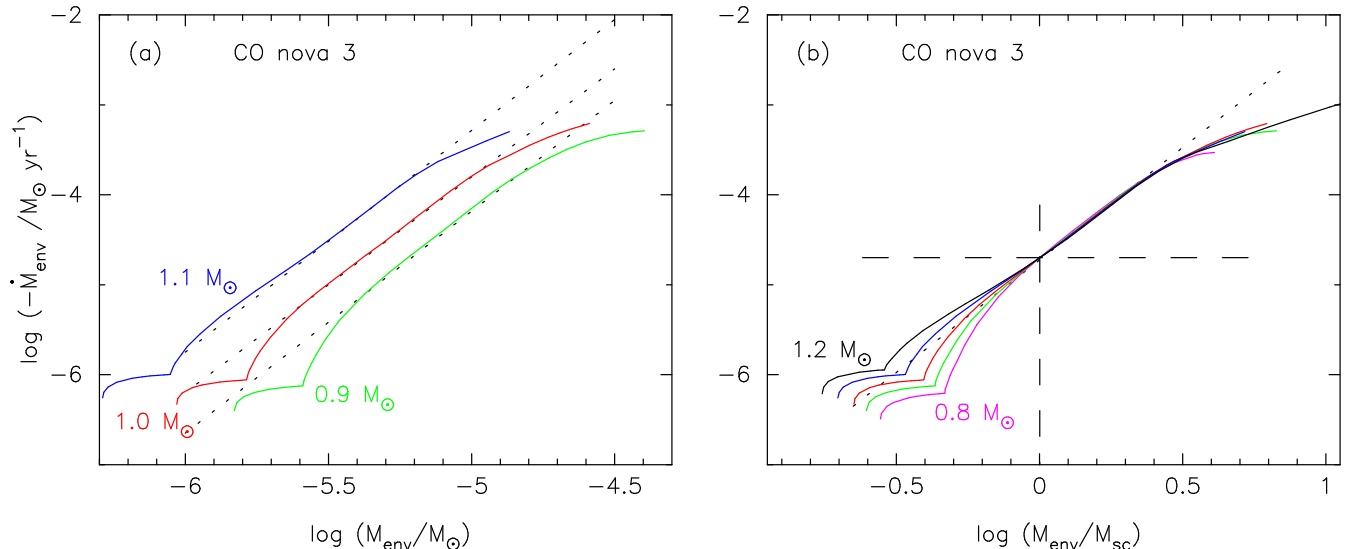 (a) CO nova 3
(b) CO nova 3
log (−Ṁenv /M☉ yr⁻¹)
−2
−4
−6
1.1 M☉
1.0 M☉
0.9 M☉
−6 −5.5 −5 −4.5
log (Menv/M☉)
−2
−4
−6
1.2 M☉
0.8 M☉
−0.5 0 0.5 1
log (Menv/Msc)